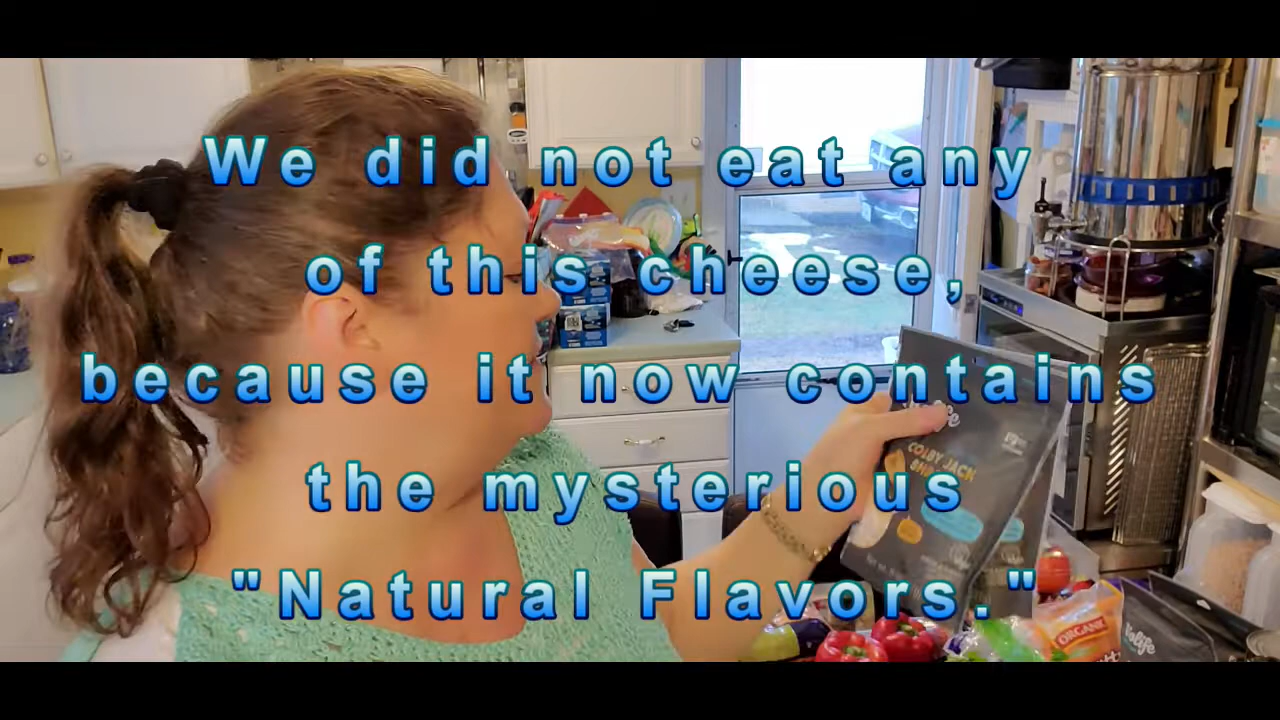 We did not eat any
of this cheese,
because it now contains
the mysterious
"Natural Flavors."
COLBY JACK
ORGANIC